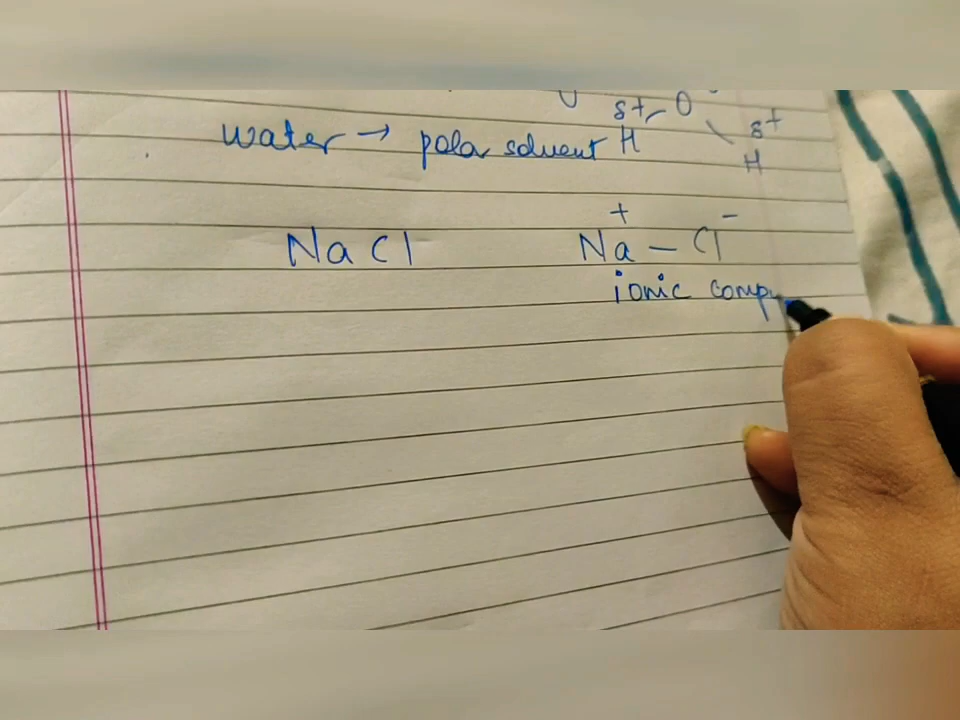 δ+ O
water → polar solvent H δ+
H
+ −
NaCl Na — Cl
ionic comp